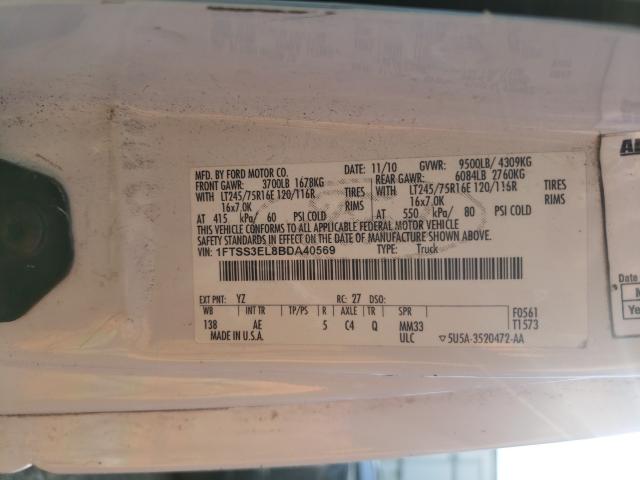 MFD. BY FORD MOTOR CO. DATE: 11/10 GVWR: 9500LB/ 4309KG
FRONT GAWR: 3700LB 1678KG REAR GAWR: 6084LB 2760KG
WITH LT245/75R16E 120/116R TIRES WITH LT245/75R16E 120/116R TIRES
16x7.0K RIMS 16x7.0K RIMS
AT 415 kPa/ 60 PSI COLD AT 550 kPa/ 80 PSI COLD
THIS VEHICLE CONFORMS TO ALL APPLICABLE FEDERAL MOTOR VEHICLE
SAFETY STANDARDS IN EFFECT ON THE DATE OF MANUFACTURE SHOWN ABOVE.
VIN: 1FTSS3EL8BDA40569 TYPE: Truck
EXT PNT: YZ RC: 27 DSO:
WB INT TR TP/PS R AXLE TR SPR F0561
138 AE 5 C4 Q MM33 T1573
MADE IN U.S.A. ULC ▽5U5A-3520472-AA
Date
Ye